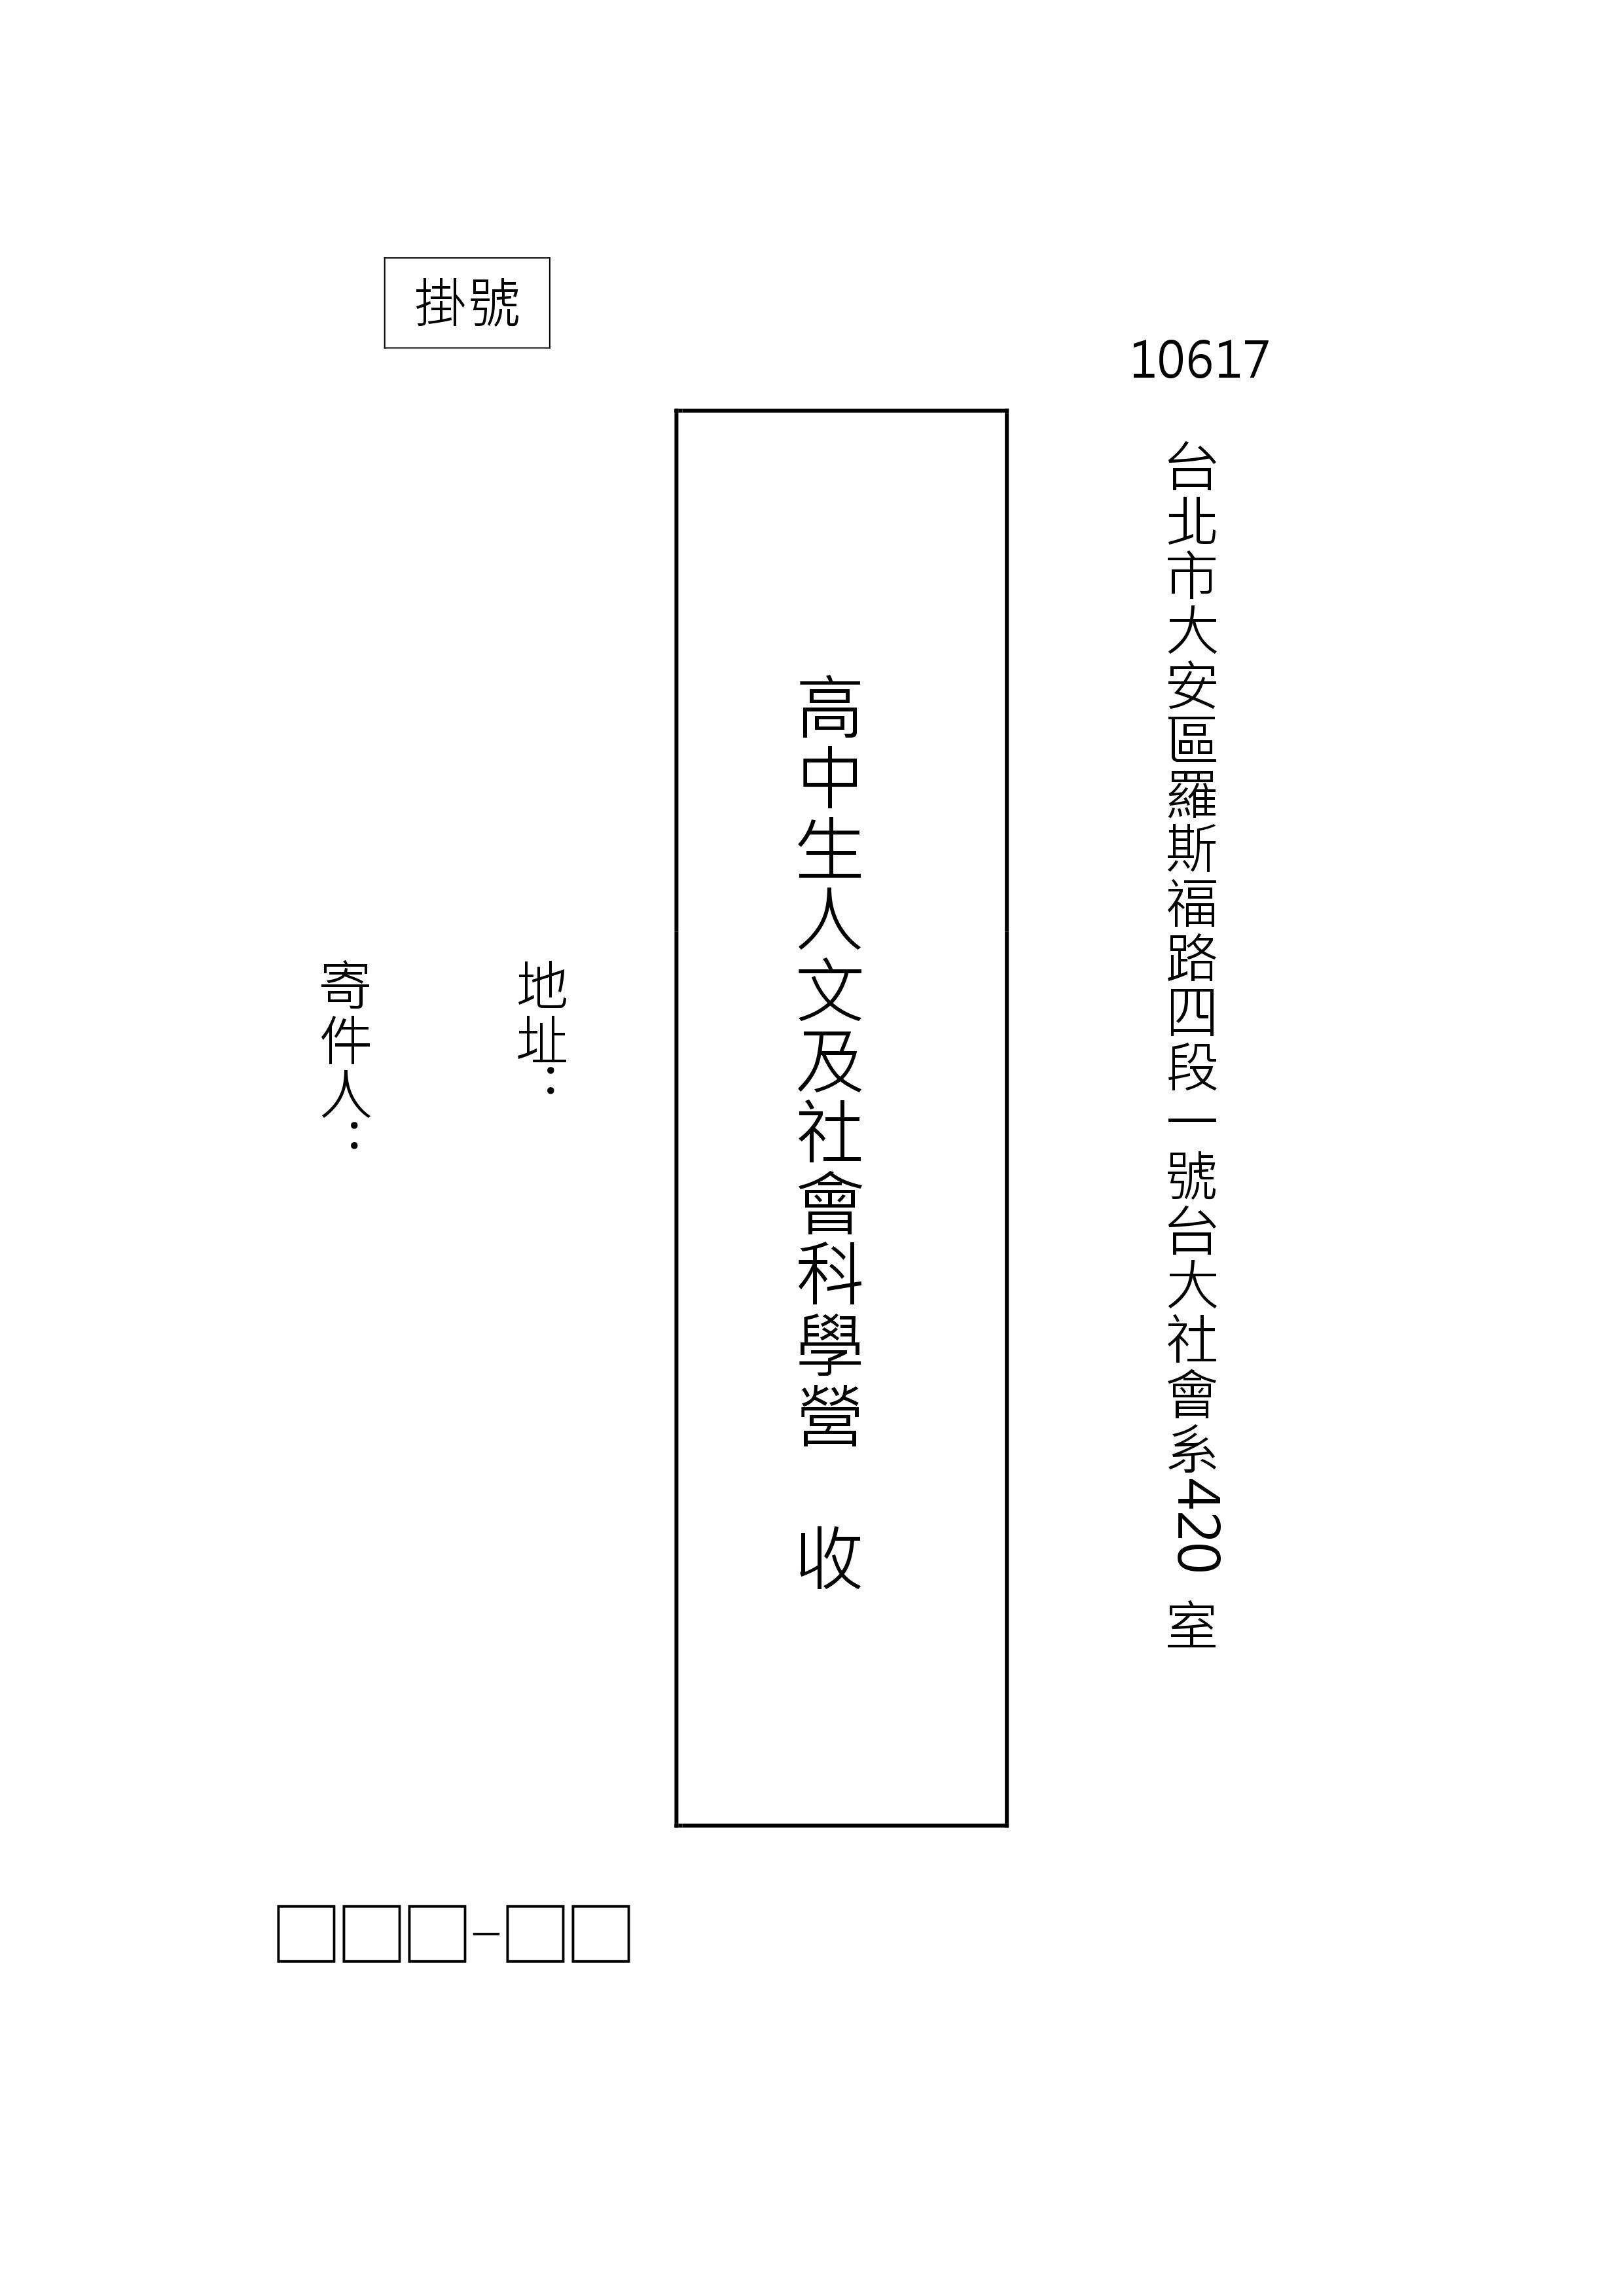 掛號
10617
台北市大安區羅斯福路四段一號台大社會系420 室
高中生人文及社會科學營　收
地址：
寄件人：
□□□–□□